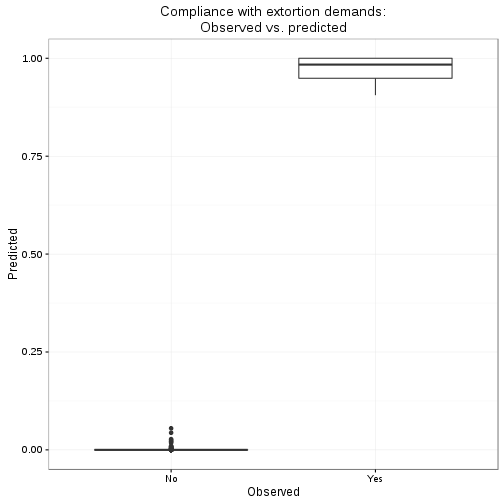 Compliance with extortion demands:
Observed vs. predicted
1.00
0.75
0.50
0.25
0.00
Predicted
No
Yes
Observed